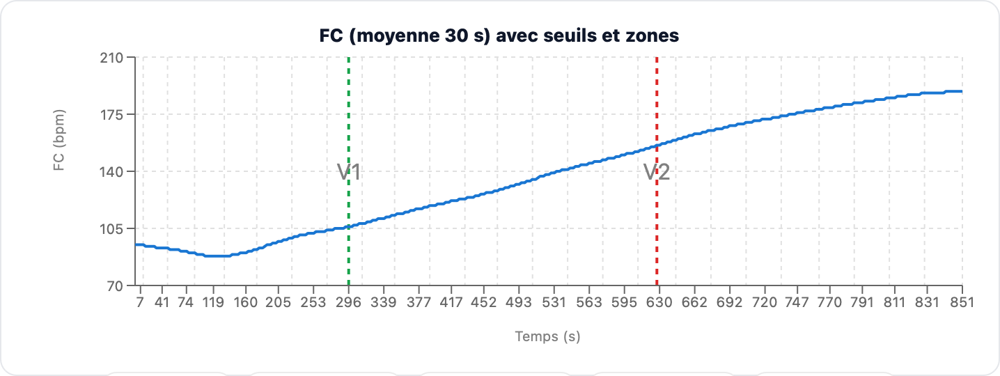 FC (moyenne 30 s) avec seuils et zones
210
175
140
105
70
FC (bpm)
V1
V2
7 41 74 119 160 205 253 296 339 377 417 452 493 531 563 595 630 662 692 720 747 770 791 811 831 851
Temps (s)